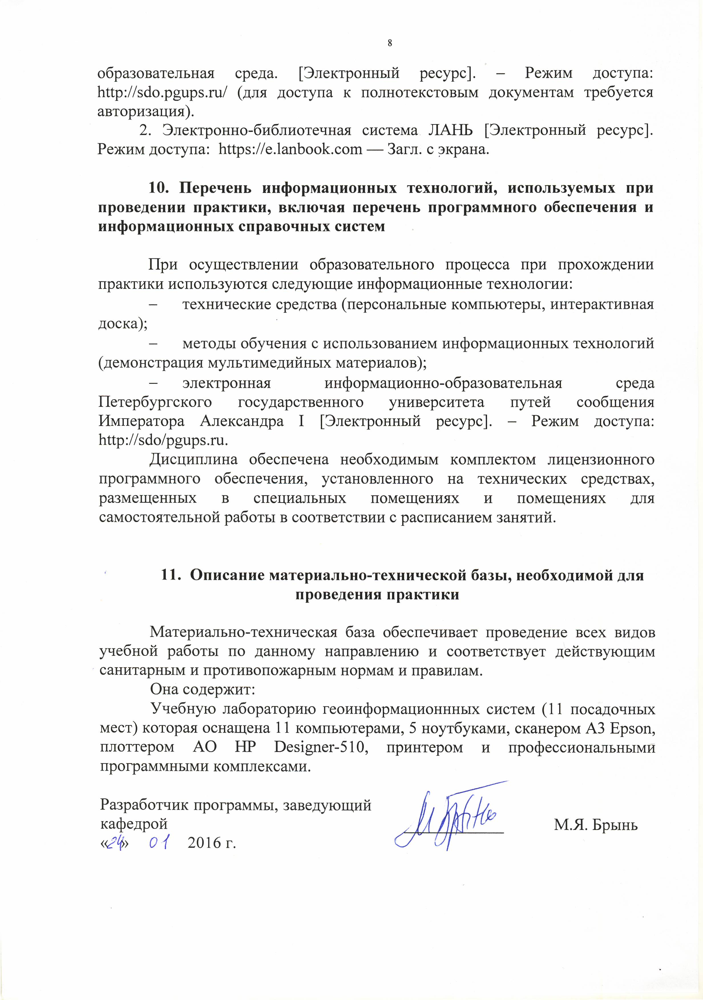 8
образовательная среда. [Электронный ресурс]. – Режим доступа:
http://sdo.pgups.ru/ (для доступа к полнотекстовым документам требуется
авторизация).
2. Электронно-библиотечная система ЛАНЬ [Электронный ресурс].
Режим доступа: https://e.lanbook.com — Загл. с экрана.
10. Перечень информационных технологий, используемых при
проведении практики, включая перечень программного обеспечения и
информационных справочных систем
При осуществлении образовательного процесса при прохождении
практики используются следующие информационные технологии:
– технические средства (персональные компьютеры, интерактивная
доска);
– методы обучения с использованием информационных технологий
(демонстрация мультимедийных материалов);
– электронная информационно-образовательная среда
Петербургского государственного университета путей сообщения
Императора Александра I [Электронный ресурс]. – Режим доступа:
http://sdo/pgups.ru.
Дисциплина обеспечена необходимым комплектом лицензионного
программного обеспечения, установленного на технических средствах,
размещенных в специальных помещениях и помещениях для
самостоятельной работы в соответствии с расписанием занятий.
11. Описание материально-технической базы, необходимой для
проведения практики
Материально-техническая база обеспечивает проведение всех видов
учебной работы по данному направлению и соответствует действующим
санитарным и противопожарным нормам и правилам.
Она содержит:
Учебную лабораторию геоинформационнных систем (11 посадочных
мест) которая оснащена 11 компьютерами, 5 ноутбуками, сканером А3 Epson,
плоттером АО HP Designer-510, принтером и профессиональными
программными комплексами.
Разработчик программы, заведующий
кафедрой М.Я. Брынь
«24» 01 2016 г.